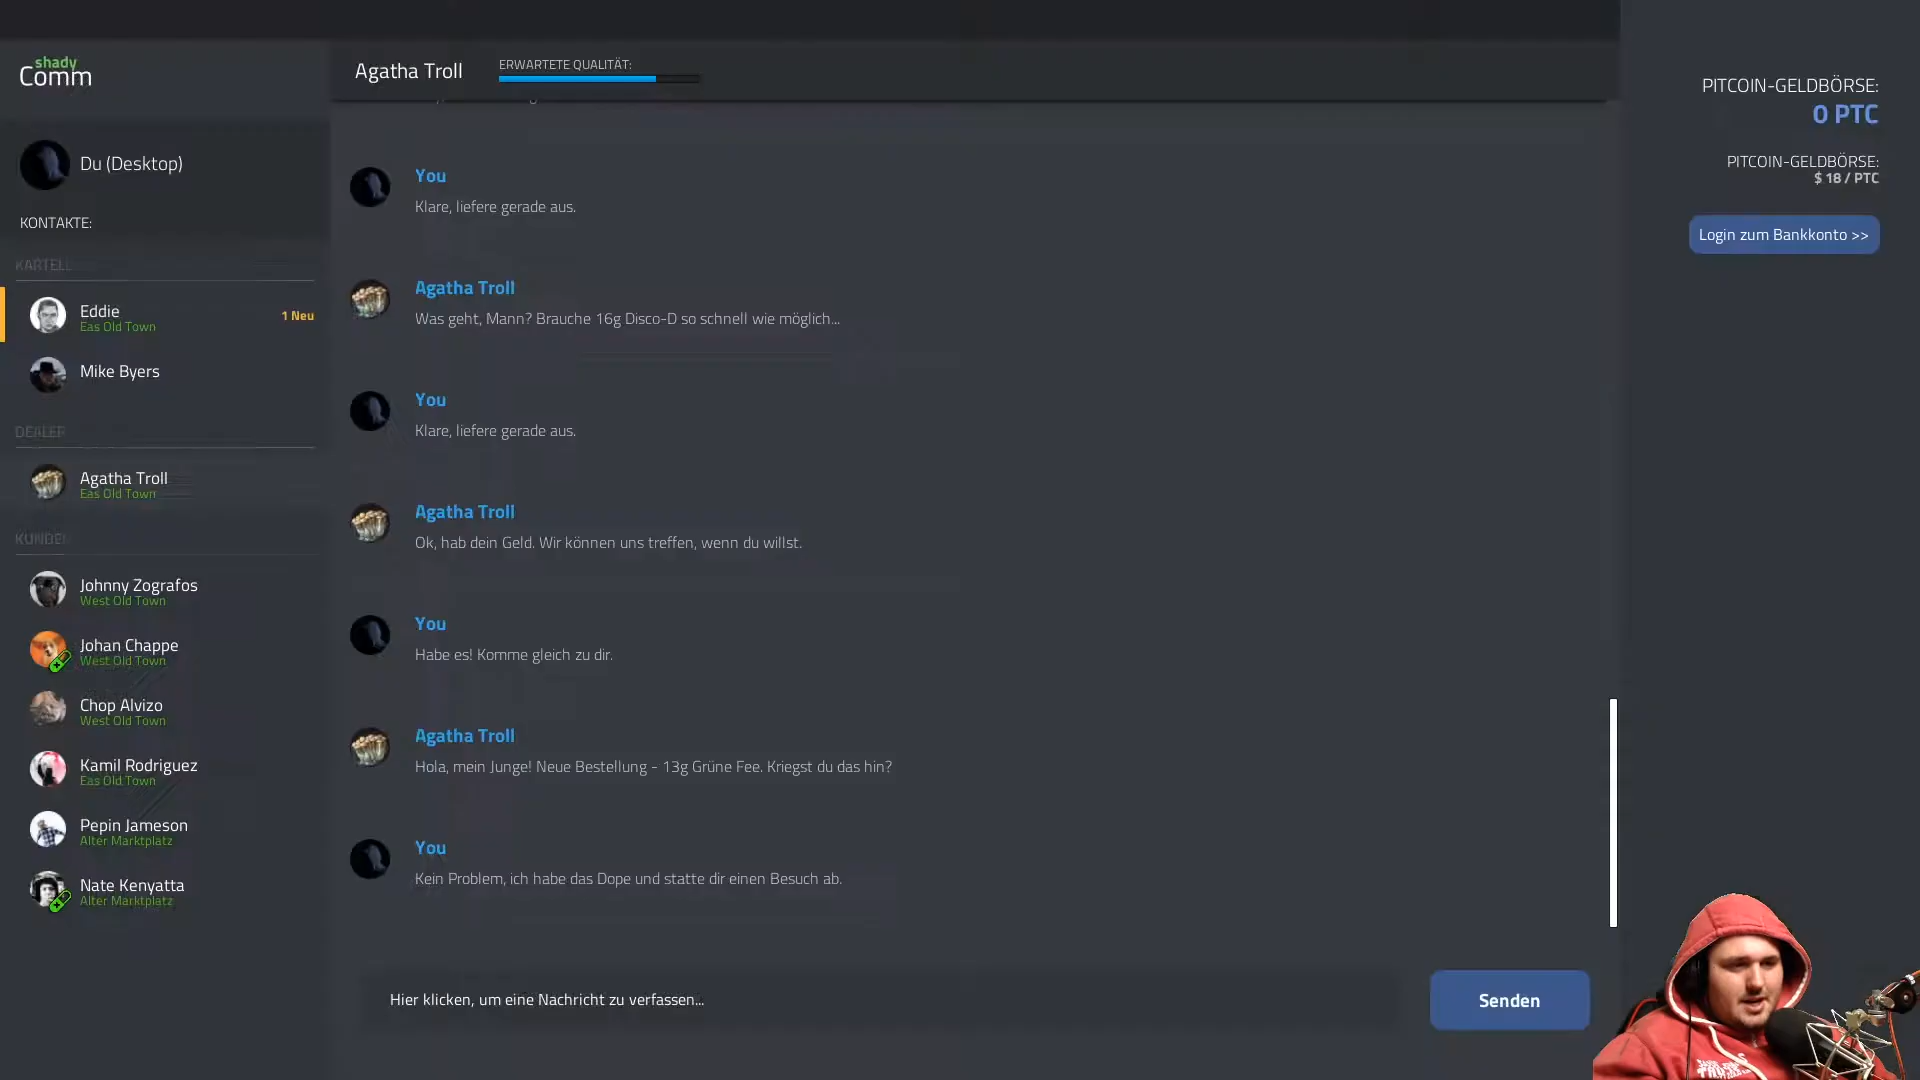 shady
Comm
Du (Desktop)
KONTAKTE:
KARTELL
Eddie
Eas Old Town
1 Neu
Mike Byers
DEALER
Agatha Troll
Eas Old Town
KUNDEN
Johnny Zografos
West Old Town
Johan Chappe
West Old Town
Chop Alvizo
West Old Town
Kamil Rodriguez
Eas Old Town
Pepin Jameson
Alter Marktplatz
Nate Kenyatta
Alter Marktplatz
Agatha Troll
ERWARTETE QUALITÄT:
You
Klare, liefere gerade aus.
Agatha Troll
Was geht, Mann? Brauche 16g Disco-D so schnell wie möglich...
You
Klare, liefere gerade aus.
Agatha Troll
Ok, hab dein Geld. Wir können uns treffen, wenn du willst.
You
Habe es! Komme gleich zu dir.
Agatha Troll
Hola, mein Junge! Neue Bestellung - 13g Grüne Fee. Kriegst du das hin?
You
Kein Problem, ich habe das Dope und statte dir einen Besuch ab.
Hier klicken, um eine Nachricht zu verfassen...
Senden
PITCOIN-GELDBÖRSE:
0 PTC
PITCOIN-GELDBÖRSE:
$ 18 / PTC
Login zum Bankkonto >>